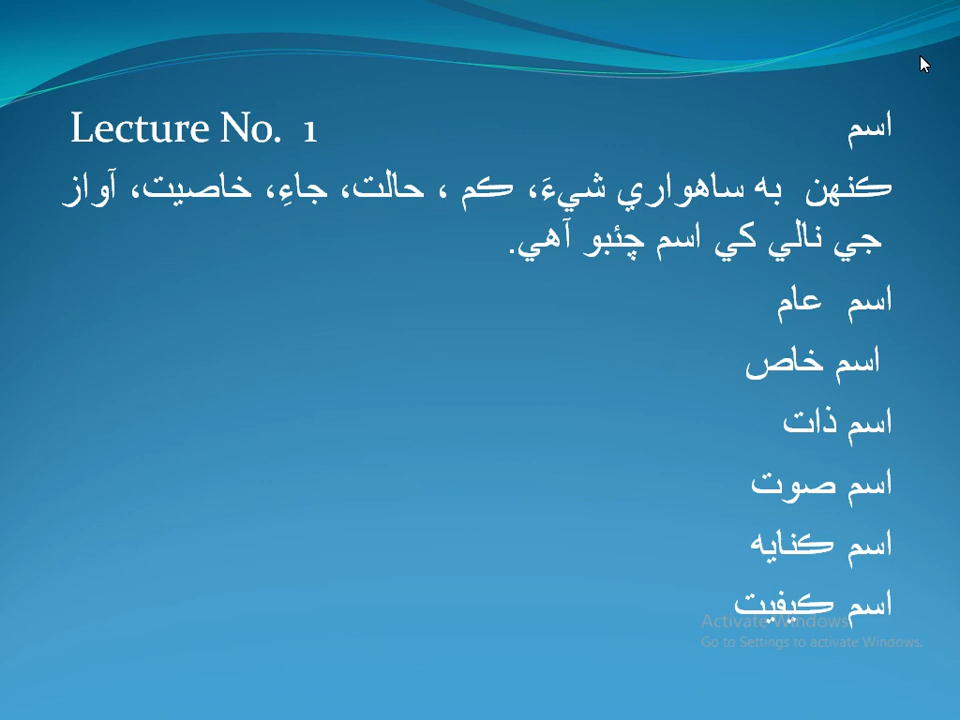 اسم
Lecture No. 1
ڪنهن به ساهواري شيءَ، ڪم ، حالت، جاءِ، خاصيت، آواز
جي نالي کي اسم چئبو آهي.
اسم عام
اسم خاص
اسم ذات
اسم صوت
اسم ڪنايه
اسم ڪيفيت
Activate Windows
Go to Settings to activate Windows.